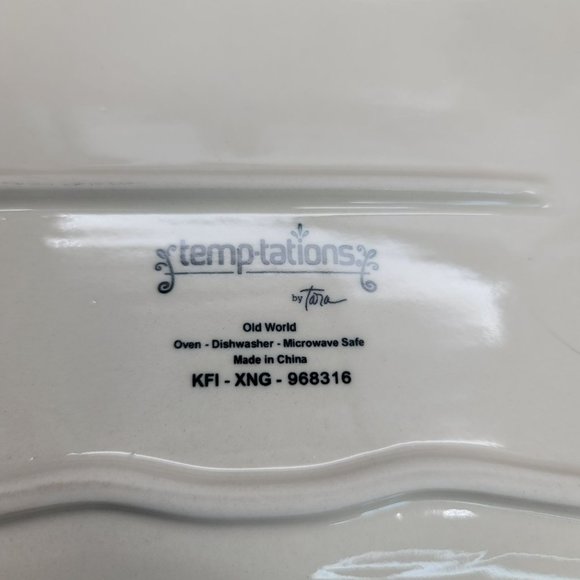 temp-tations
by Tara
Old World
Oven - Dishwasher - Microwave Safe
Made in China
KFI - XNG - 968316